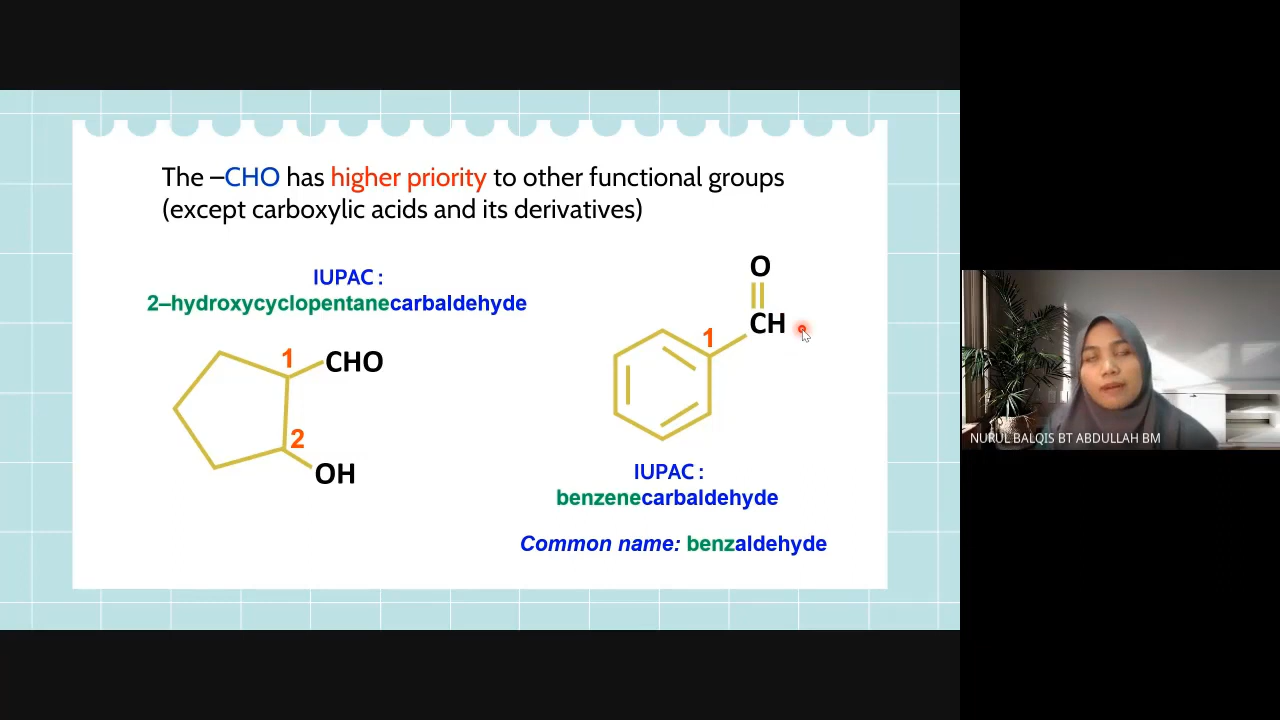 The –CHO has higher priority to other functional groups
(except carboxylic acids and its derivatives)
IUPAC :
2–hydroxycyclopentanecarbaldehyde
1
CHO
2
OH
O
CH
1
IUPAC :
benzenecarbaldehyde
Common name: benzaldehyde
NURUL BALQIS BT ABDULLAH BM